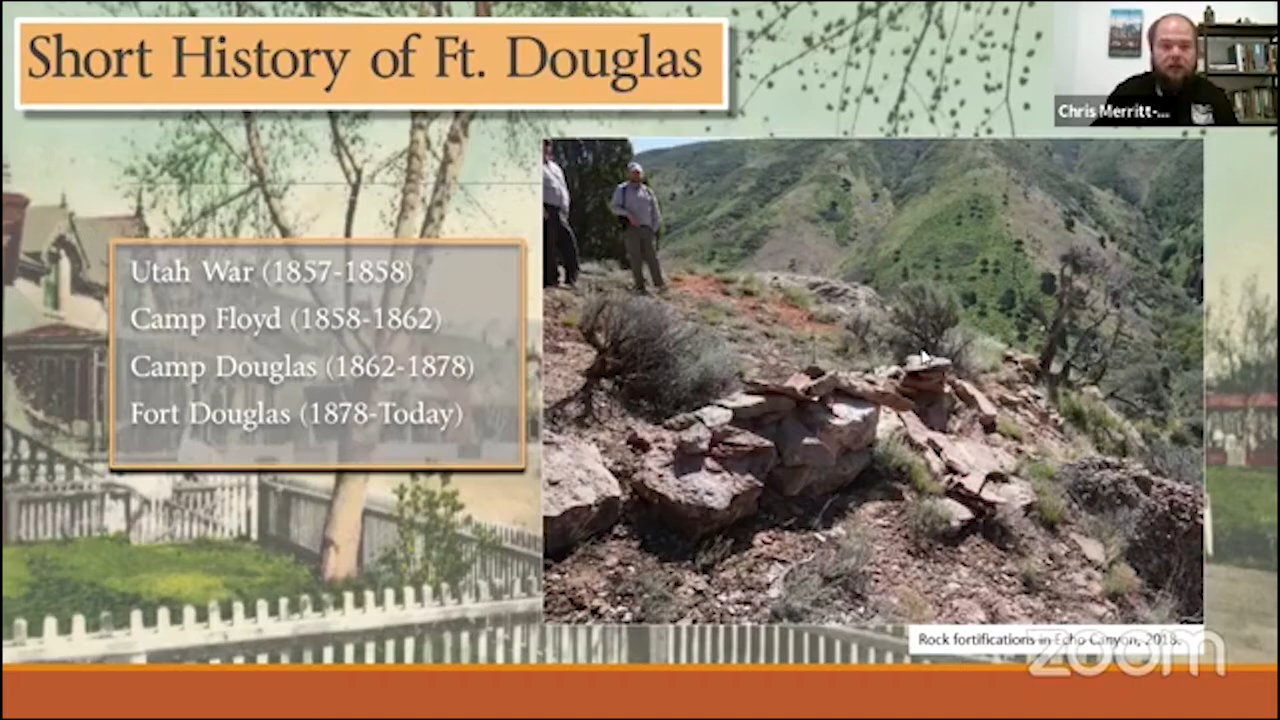 Short History of Ft. Douglas
Chris Merritt-...
Utah War (1857-1858)
Camp Floyd (1858-1862)
Camp Douglas (1862-1878)
Fort Douglas (1878-Today)
Rock fortifications in Echo Canyon, 2018.
zoom